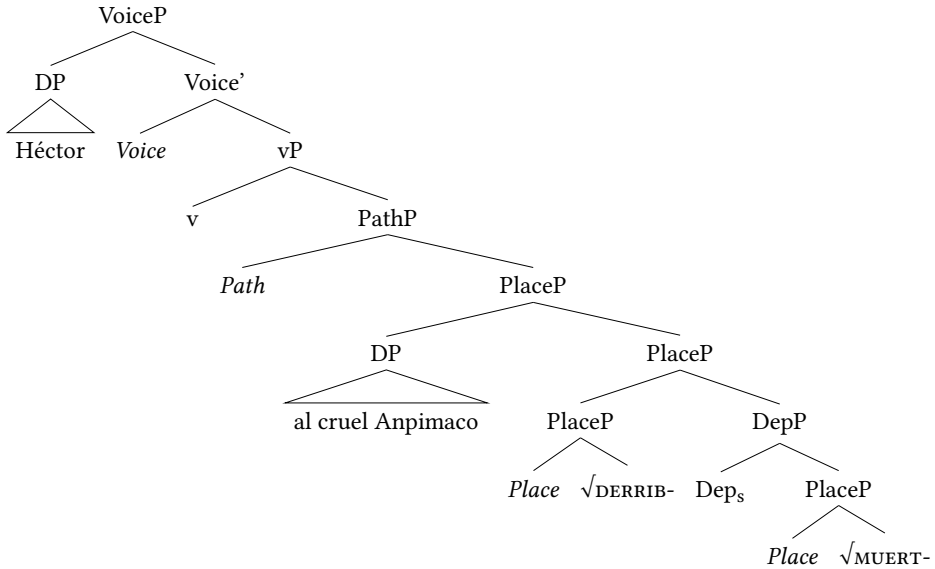 VoiceP
DP Voice’
Héctor Voice vP
v PathP
Path PlaceP
DP PlaceP
al cruel Anpimaco PlaceP DepP
Place √DERRIB- Deps PlaceP
Place √MUERT-